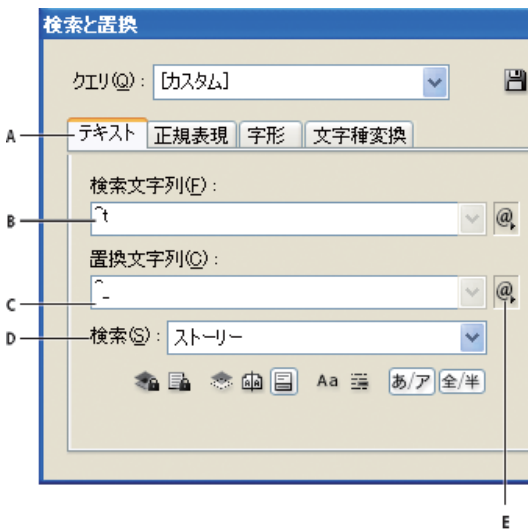 検索と置換
クエリ(Q): [カスタム]
A テキスト 正規表現 字形 文字種変換
検索文字列(F):
B ^t @
置換文字列(C):
C ^_ @
D 検索(S): ストーリー
Aa あ/ア 全/半
E